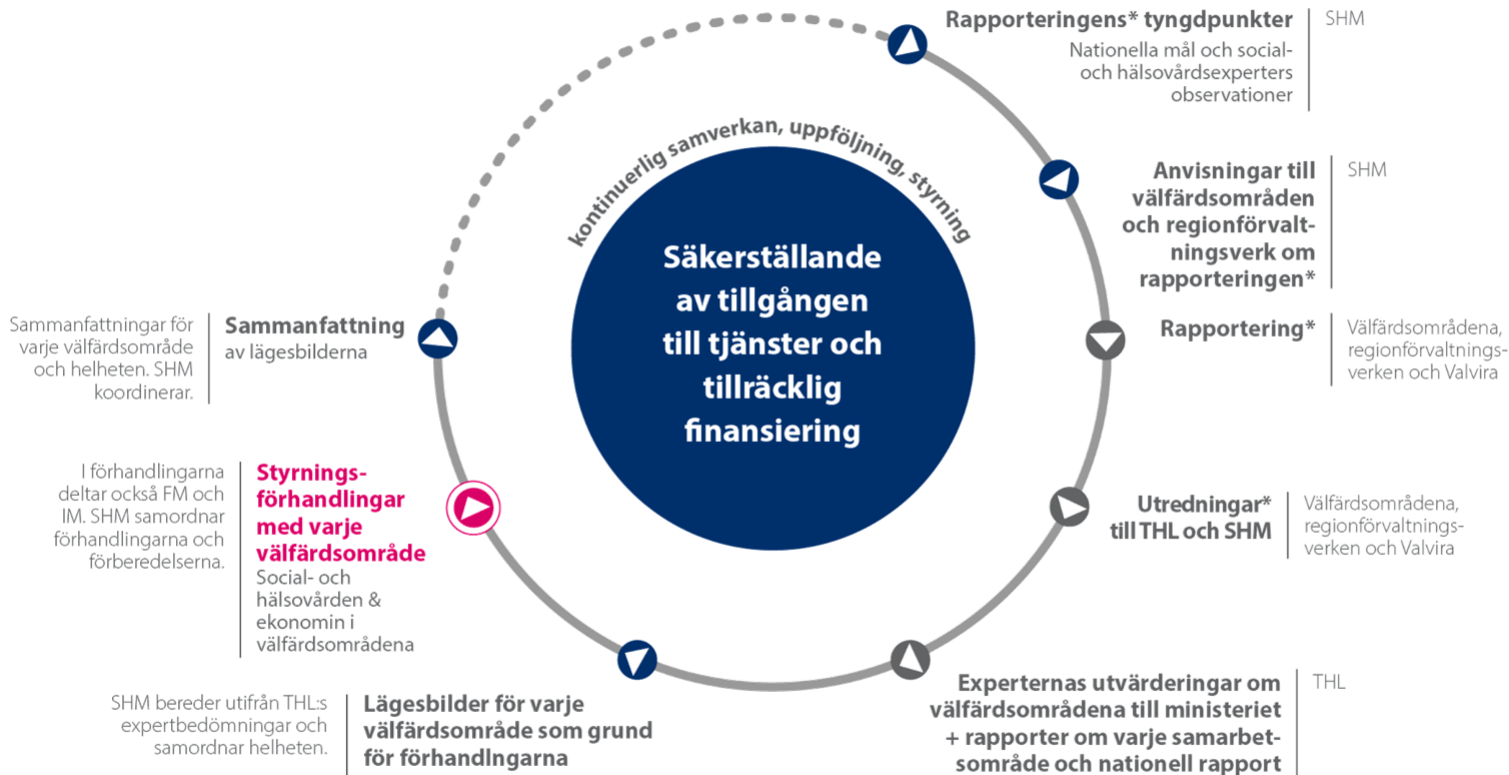 Rapporteringens* tyngdpunkter
Nationella mål och social-
och hälsovårdsexperters
observationer
SHM
Anvisningar till
välfärdsområden
och regionförvalt-
ningsverk om
rapporteringen*
SHM
Rapportering*
Välfärdsområdena,
regionförvaltnings-
verken och Valvira
Utredningar*
till THL och SHM
Välfärdsområdena,
regionförvaltnings-
verken och Valvira
Experternas utvärderingar om
välfärdsområdena till ministeriet
+ rapporter om varje samarbet-
sområde och nationell rapport
THL
Lägesbilder för varje
välfärdsområde som grund
för förhandlngarna
SHM bereder utifrån THL:s
expertbedömningar och
samordnar helheten.
Styrnings-
förhandlingar
med varje
välfärdsområde
Social- och
hälsovården &
ekonomin i
välfärdsområdena
I förhandlingarna
deltar också FM och
IM. SHM samordnar
förhandlingarna och
förberedelserna.
Sammanfattning
av lägesbilderna
Sammanfattningar för
varje välfärdsområde
och helheten. SHM
koordinerar.
kontinuerlig samverkan, uppföljning, styrning
Säkerställande
av tillgången
till tjänster och
tillräcklig
finansiering